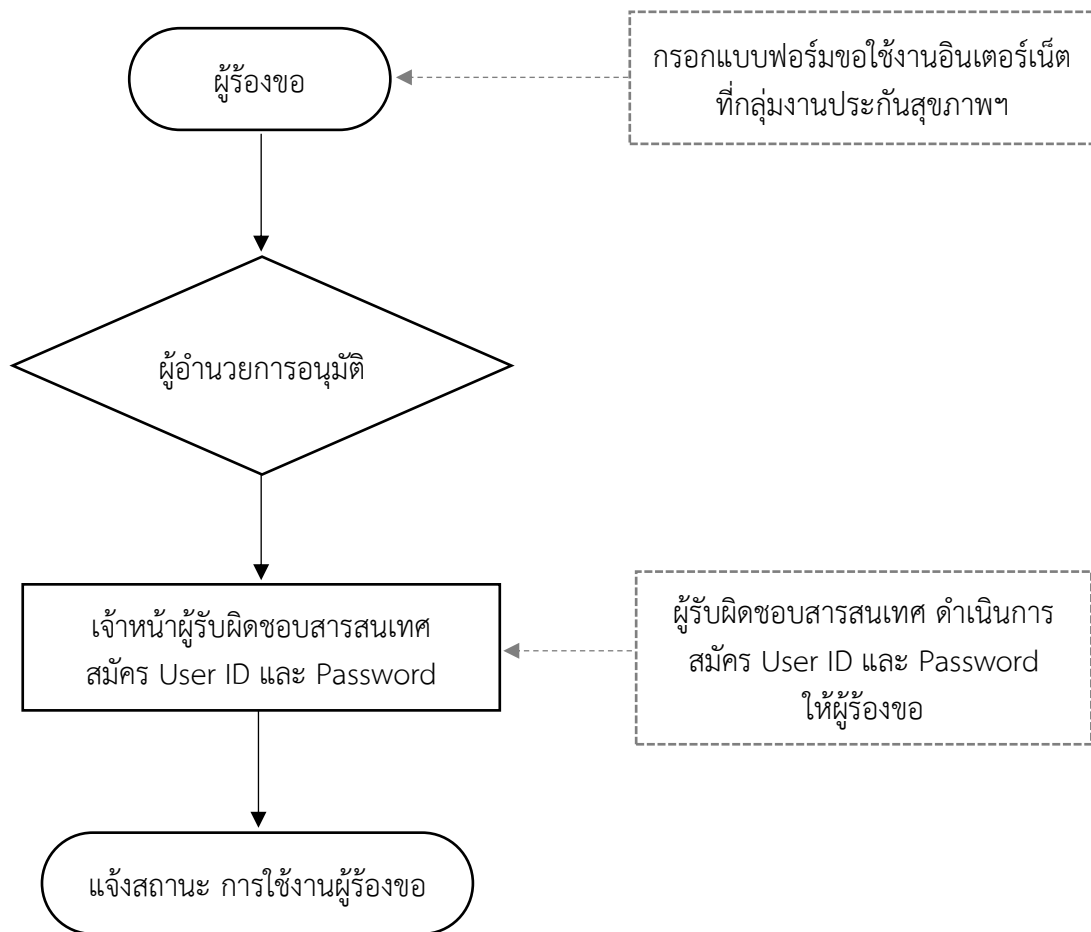 ผู้ร้องขอ
กรอกแบบฟอร์มขอใช้งานอินเตอร์เน็ต
ที่กลุ่มงานประกันสุขภาพฯ
ผู้อำนวยการอนุมัติ
เจ้าหน้าผู้รับผิดชอบสารสนเทศ
สมัคร User ID และ Password
ผู้รับผิดชอบสารสนเทศ ดำเนินการ
สมัคร User ID และ Password
ให้ผู้ร้องขอ
แจ้งสถานะ การใช้งานผู้ร้องขอ